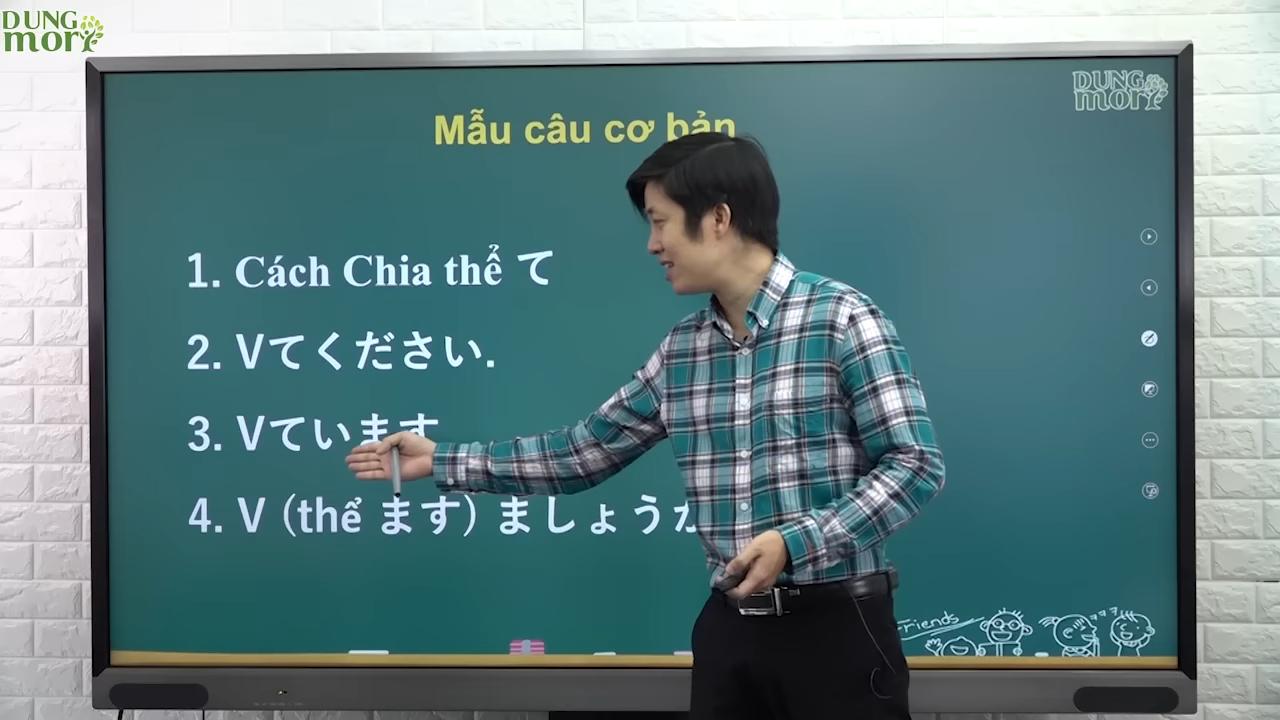 DUNG
mori
DUNG
mori
Mẫu câu cơ bản
1. Cách Chia thể て
2. Vてください.
3. Vています
4. V (thể ます) ましょうか
Friends